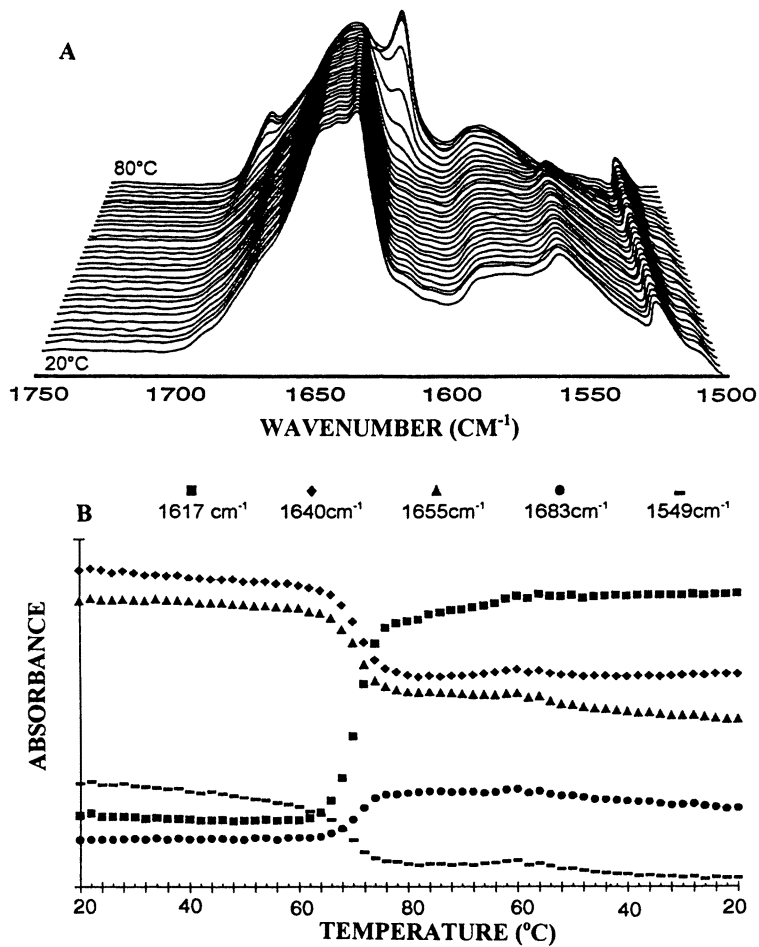 A
80°C
20°C
1750 1700 1650 1600 1550 1500
WAVENUMBER (CM-1)
B
1617 cm-1 1640cm-1 1655cm-1 1683cm-1 1549cm-1
ABSORBANCE
20 40 60 80 60 40 20
TEMPERATURE (°C)